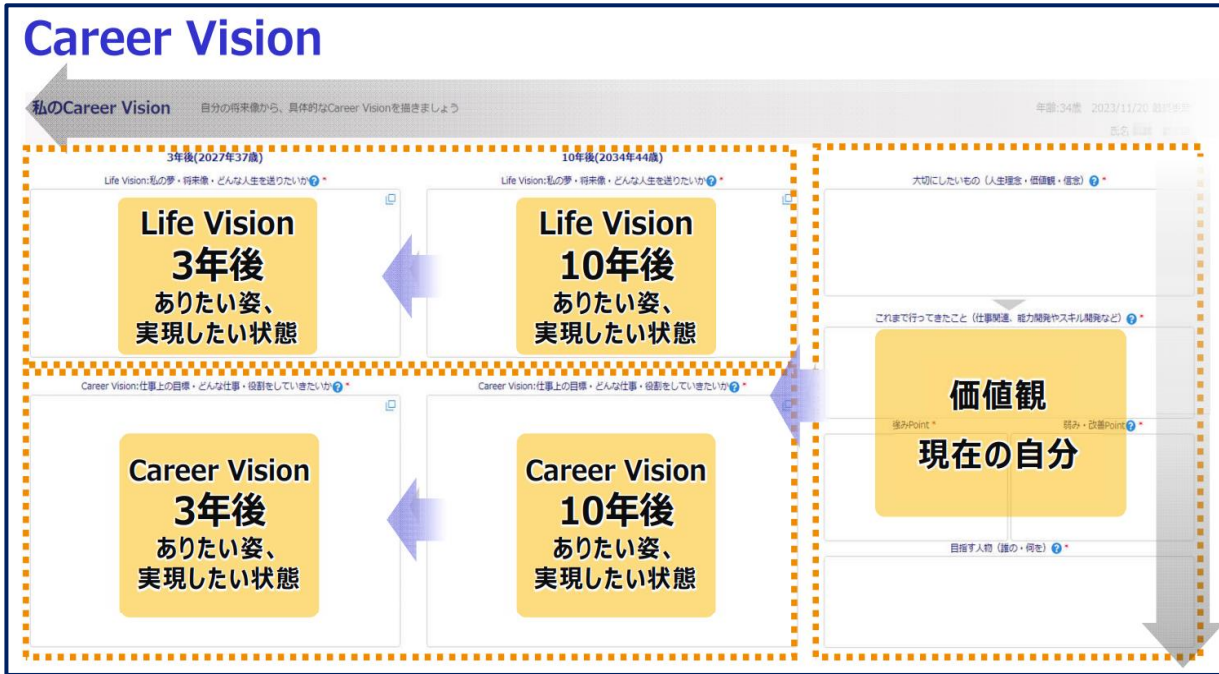 Career Vision
私のCareer Vision 自分の将来像から、具体的なCareer Visionを描きましょう
年齢:34歳 2023/11/20
氏名
3年後(2027年37歳) 10年後(2034年44歳)
Life Vision:私の夢・将来像・どんな人生を送りたいか? * Life Vision:私の夢・将来像・どんな人生を送りたいか? * 大切にしたいもの（人生理念・価値観・信念）? *
Life Vision
3年後
ありたい姿、
実現したい状態
Life Vision
10年後
ありたい姿、
実現したい状態
Career Vision:仕事上の目標・どんな仕事・役割をしていきたいか? * Career Vision:仕事上の目標・どんな仕事・役割をしていきたいか? *
Career Vision
3年後
ありたい姿、
実現したい状態
Career Vision
10年後
ありたい姿、
実現したい状態
これまで行ってきたこと（仕事関連、能力開発やスキル開発など）? *
価値観
強みPoint * 弱み・改善Point? *
現在の自分
目指す人物（誰の・何を）? *